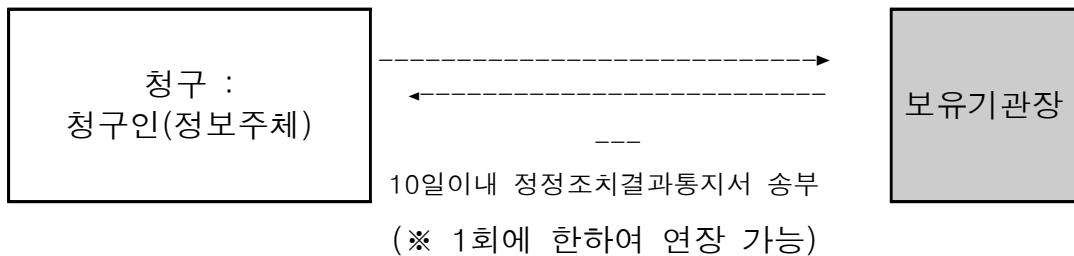 청구 :
청구인(정보주체)
보유기관장
10일이내 정정조치결과통지서 송부
(※ 1회에 한하여 연장 가능)